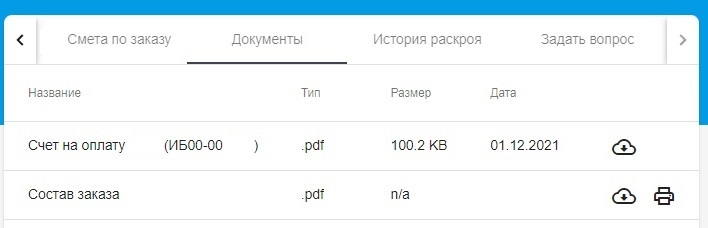 Смета по заказу Документы История раскроя Задать вопрос
Название Тип Размер Дата
Счет на оплату (ИБ00-00 ) .pdf 100.2 KB 01.12.2021
Состав заказа .pdf n/a